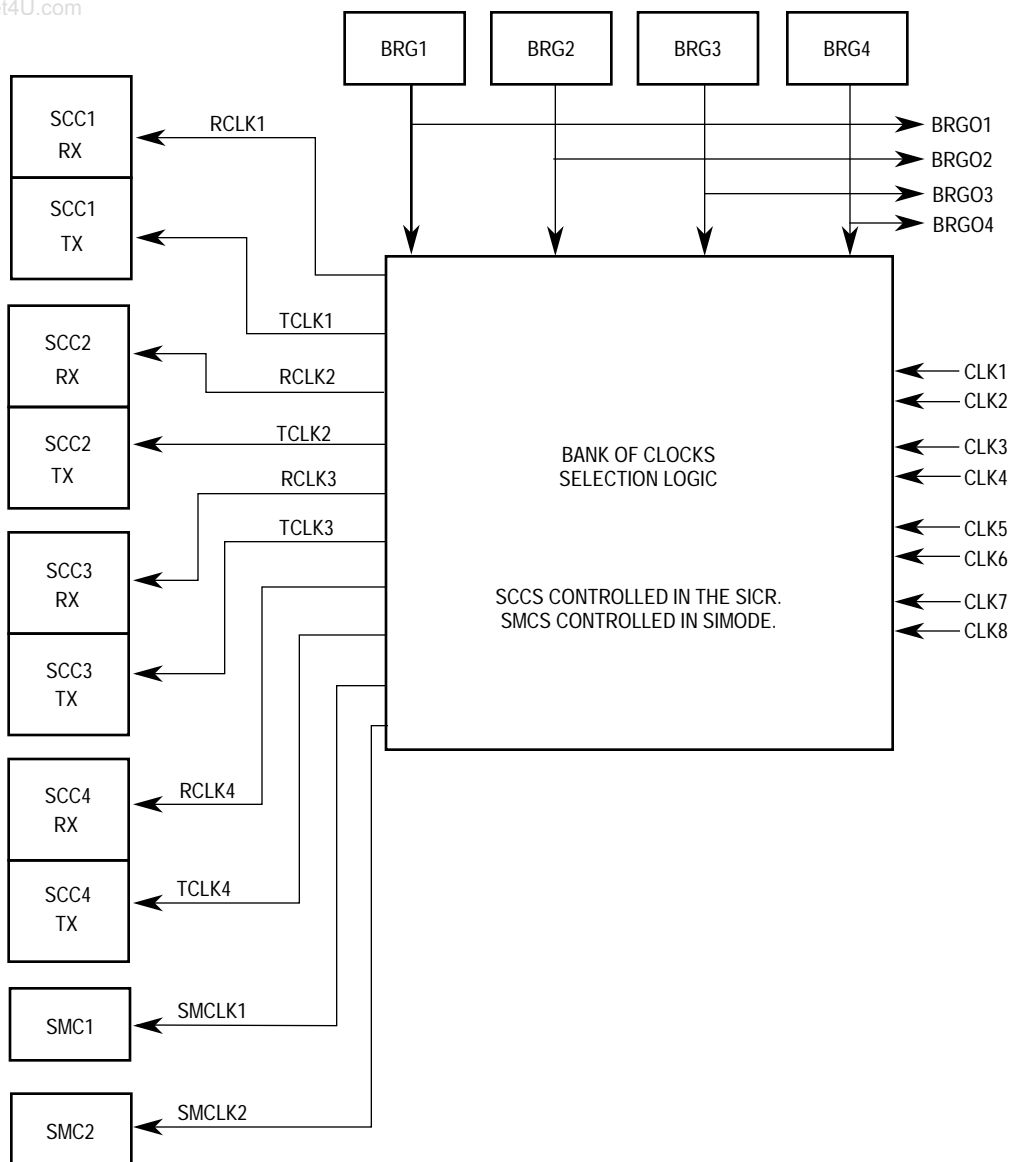 et4U.com
BRG1
BRG2
BRG3
BRG4
BRGO1
BRGO2
BRGO3
BRGO4
SCC1
RX
RCLK1
SCC1
TX
TCLK1
SCC2
RX
RCLK2
SCC2
TX
TCLK2
RCLK3
TCLK3
SCC3
RX
SCC3
TX
SCC4
RX
RCLK4
SCC4
TX
TCLK4
SMC1
SMCLK1
SMC2
SMCLK2
BANK OF CLOCKS
SELECTION LOGIC
SCCS CONTROLLED IN THE SICR.
SMCS CONTROLLED IN SIMODE.
CLK1
CLK2
CLK3
CLK4
CLK5
CLK6
CLK7
CLK8